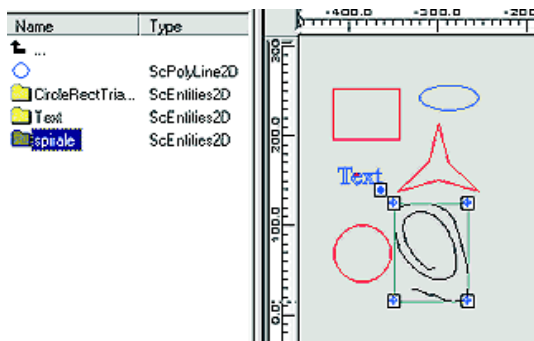 Name Type
...
ScPolyLine2D
CircleRectTria... ScEntities2D
Text ScEntities2D
spirale ScEntities2D
-400.0 -300.0 -200
300
200.0
100.0
0.0
Text